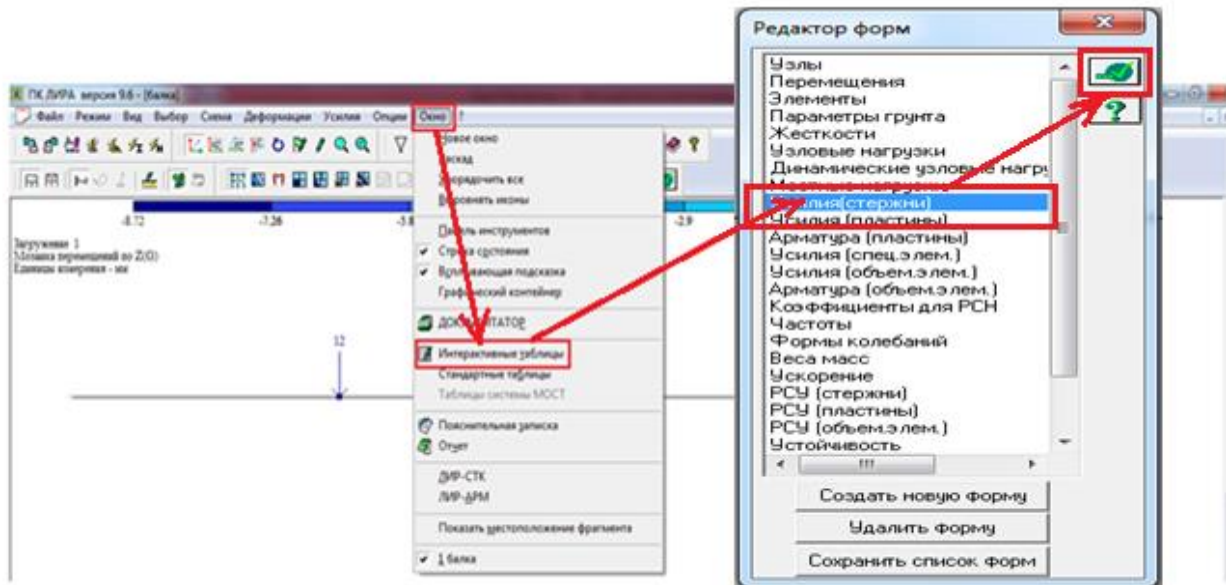 ПК ЛИРА версия 9.6 - [балка]
Файл Режим Вид Выбор Схема Деформации Усилия Опции Окно ?
-8.72 -7.26 -2.9
Загружение 1
Мозаика перемещений по Z(G)
Единицы измерения - мм
12
Новое окно
Каскад
Упорядочить все
Выровнять иконы
Панель инструментов
Строка состояния
Всплывающая подсказка
Графический контейнер
ДОКУМЕНТАТОР
Интерактивные таблицы
Стандартные таблицы
Таблицы системы МОСТ
Пояснительная записка
Отчет
ЛИР-СТК
ЛИР-АРМ
Показать местоположение фрагмента
1 балка
Редактор форм
Узлы
Перемещения
Элементы
Параметры грунта
Жесткости
Узловые нагрузки
Динамические узловые нагру
Местные нагрузки
Усилия(стержни)
Усилия (пластины)
Арматура (пластины)
Усилия (спец.элем.)
Усилия (объем.элем.)
Арматура (объем.элем.)
Коэффициенты для РСН
Частоты
Формы колебаний
Веса масс
Ускорение
РСУ (стержни)
РСУ (пластины)
РСУ (объем.элем.)
Устойчивость
Создать новую форму
Удалить форму
Сохранить список форм